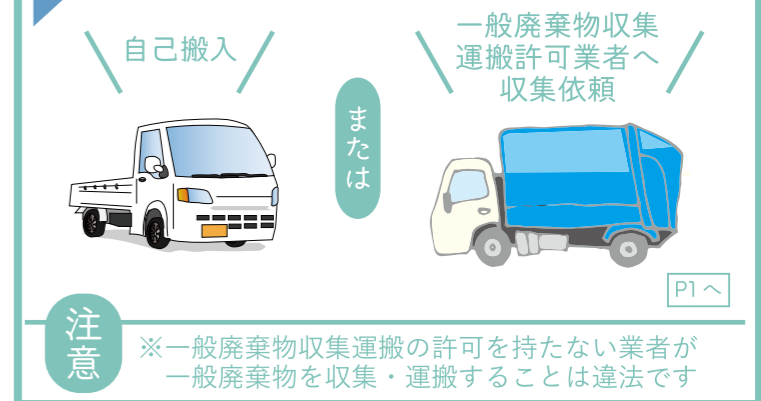 自己搬入
または
一般廃棄物収集
運搬許可業者へ
収集依頼
P1へ
注意
※一般廃棄物収集運搬の許可を持たない業者が
一般廃棄物を収集・運搬することは違法です